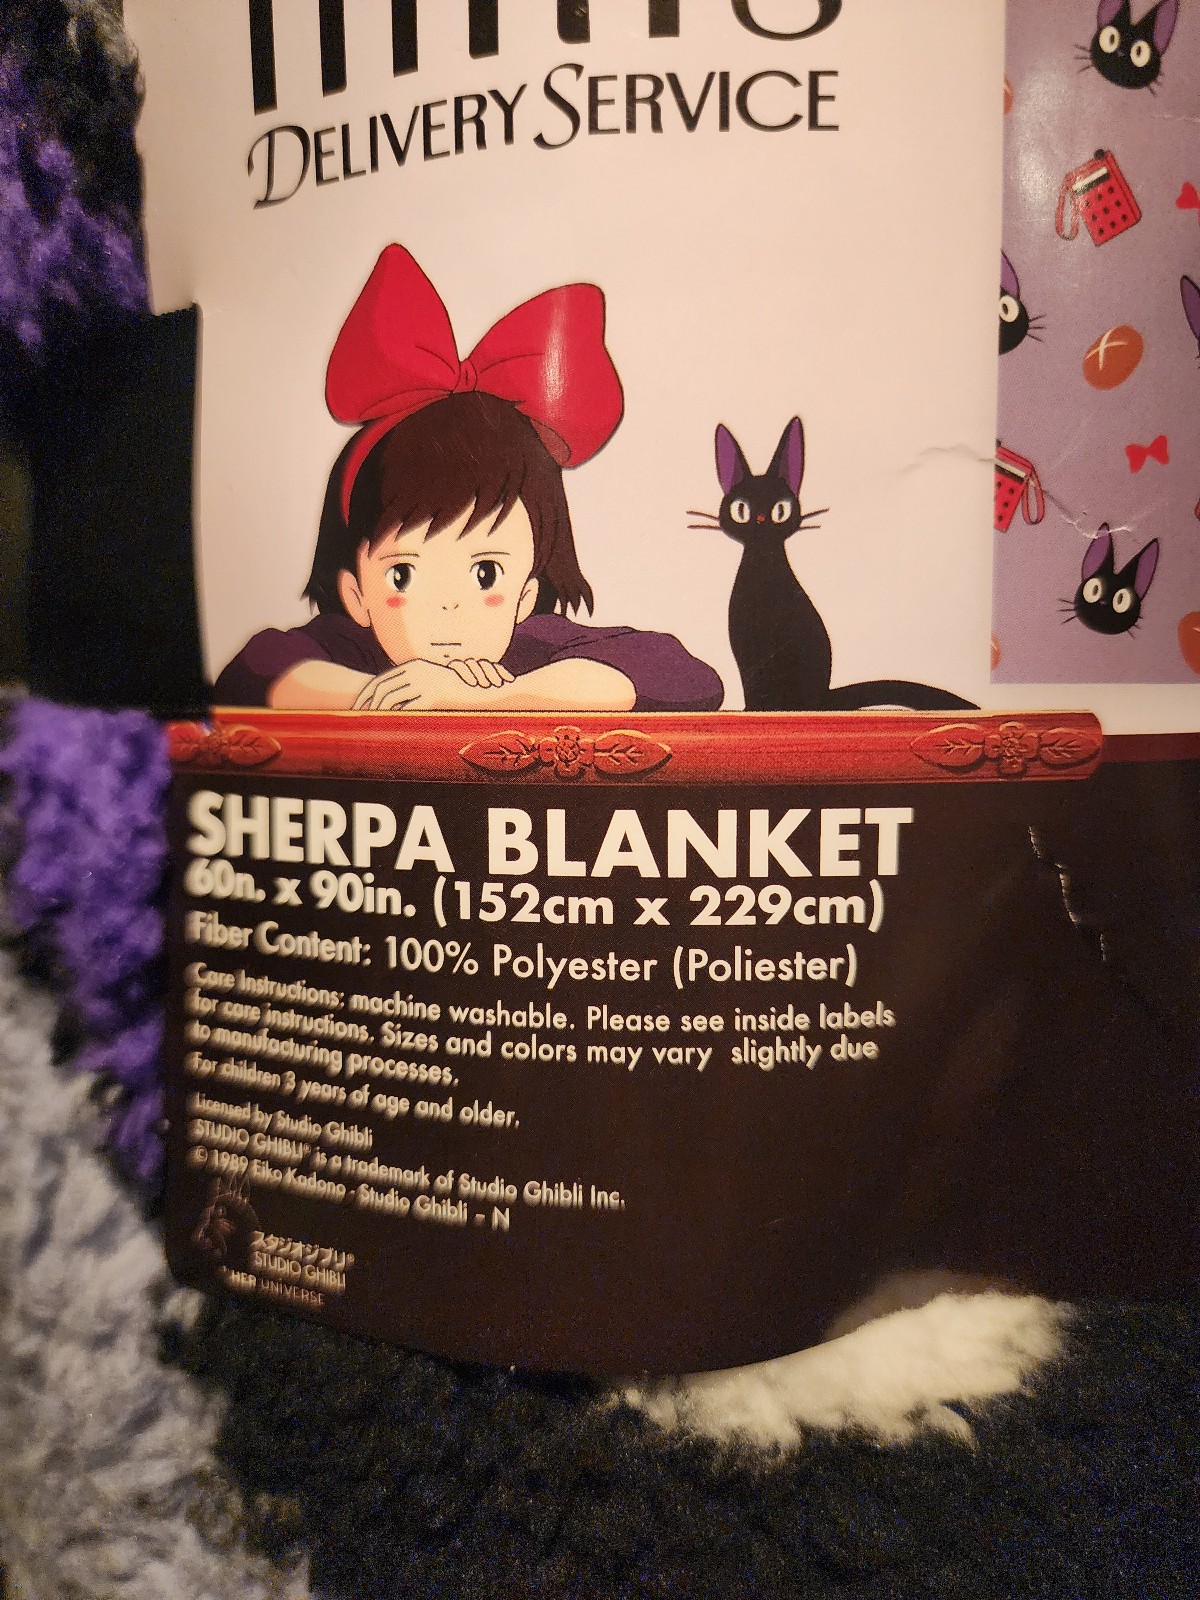 DELIVERY SERVICE
SHERPA BLANKET
60n. x 90in. (152cm x 229cm)
Fiber Content: 100% Polyester (Poliester)
Care Instructions: machine washable. Please see inside labels
for care instructions. Sizes and colors may vary slightly due
to manufacturing processes.
For children 3 years of age and older.
Licensed by Studio Ghibli
STUDIO GHIBLI® is a trademark of Studio Ghibli Inc.
© 1989 Eiko Kadono - Studio Ghibli - N
スタジオジブリ®
STUDIO GHIBLI
HER UNIVERSE